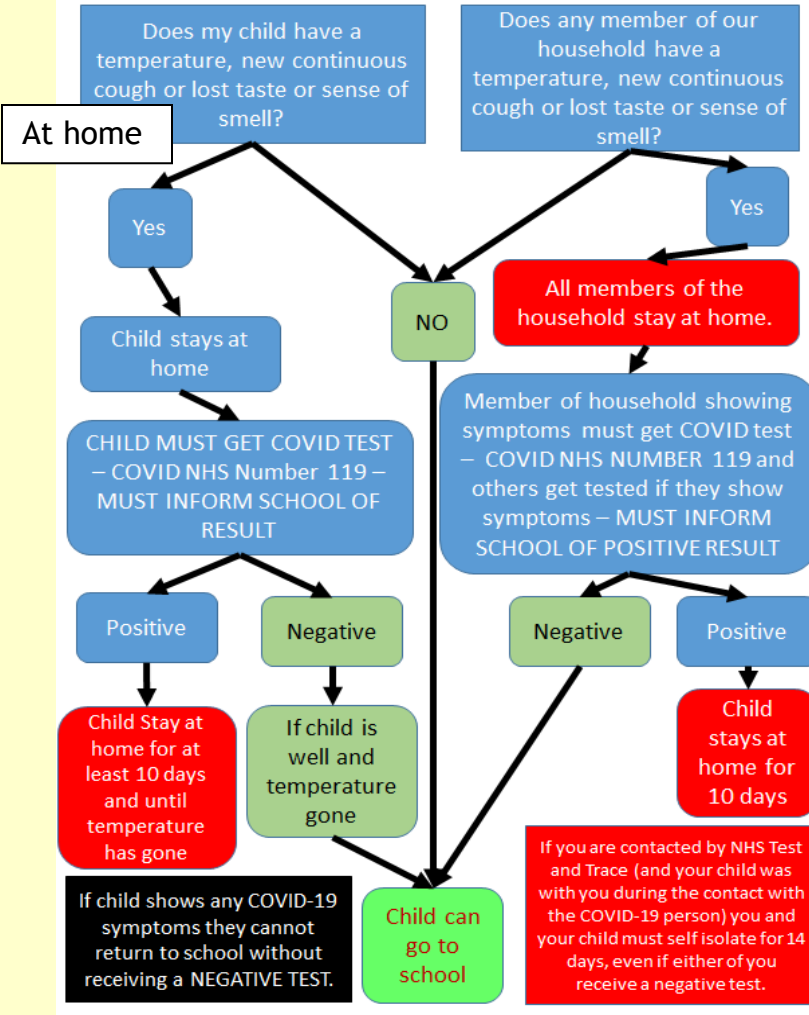 Does my child have a
temperature, new continuous
cough or lost taste or sense of
smell?
Does any member of our
household have a
temperature, new continuous
cough or lost taste or sense of
smell?
At home
Yes
Yes
NO
All members of the
household stay at home.
Child stays at
home
CHILD MUST GET COVID TEST
– COVID NHS Number 119 –
MUST INFORM SCHOOL OF
RESULT
Member of household showing
symptoms must get COVID test
– COVID NHS NUMBER 119 and
others get tested if they show
symptoms – MUST INFORM
SCHOOL OF POSITIVE RESULT
Positive
Negative
Negative
Positive
Child Stay at
home for at
least 10 days
and until
temperature
has gone
If child is
well and
temperature
gone
Child
stays at
home for
10 days
If child shows any COVID-19
symptoms they cannot
return to school without
receiving a NEGATIVE TEST.
Child can
go to
school
If you are contacted by NHS Test
and Trace (and your child was
with you during the contact with
the COVID-19 person) you and
your child must self isolate for 14
days, even if either of you
receive a negative test.